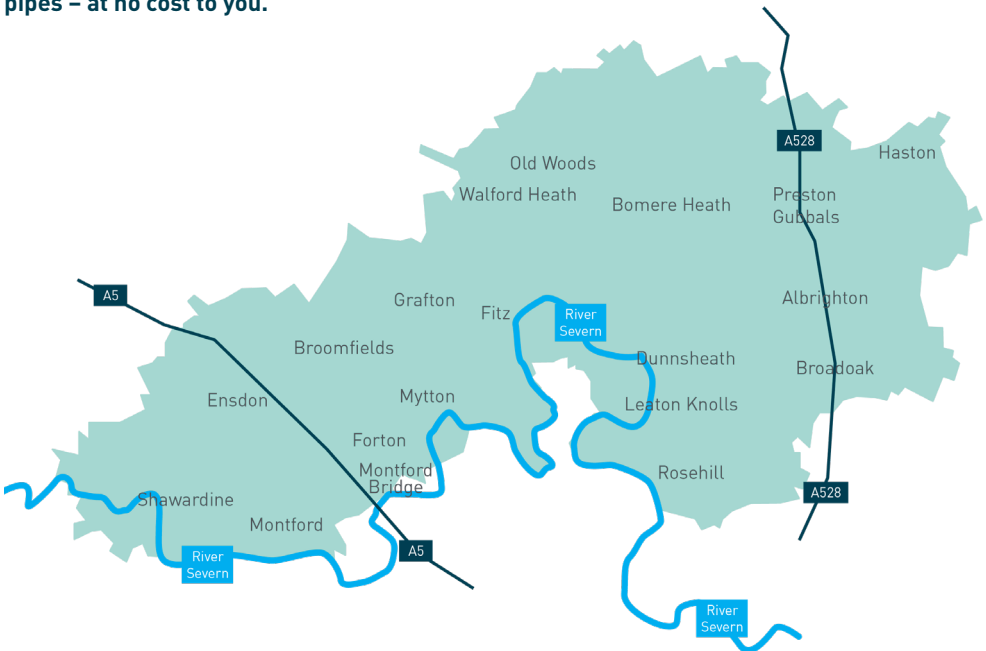 pipes – at no cost to you.
A528
Haston
Old Woods
Walford Heath
Bomere Heath
Preston
Gubbals
A5
Grafton
Fitz
River
Severn
Albrighton
Broomfields
Dunnsheath
Broadoak
Ensdon
Mytton
Leaton Knolls
Forton
Montford
Bridge
Rosehill
Shawardine
A528
Montford
A5
River
Severn
River
Severn